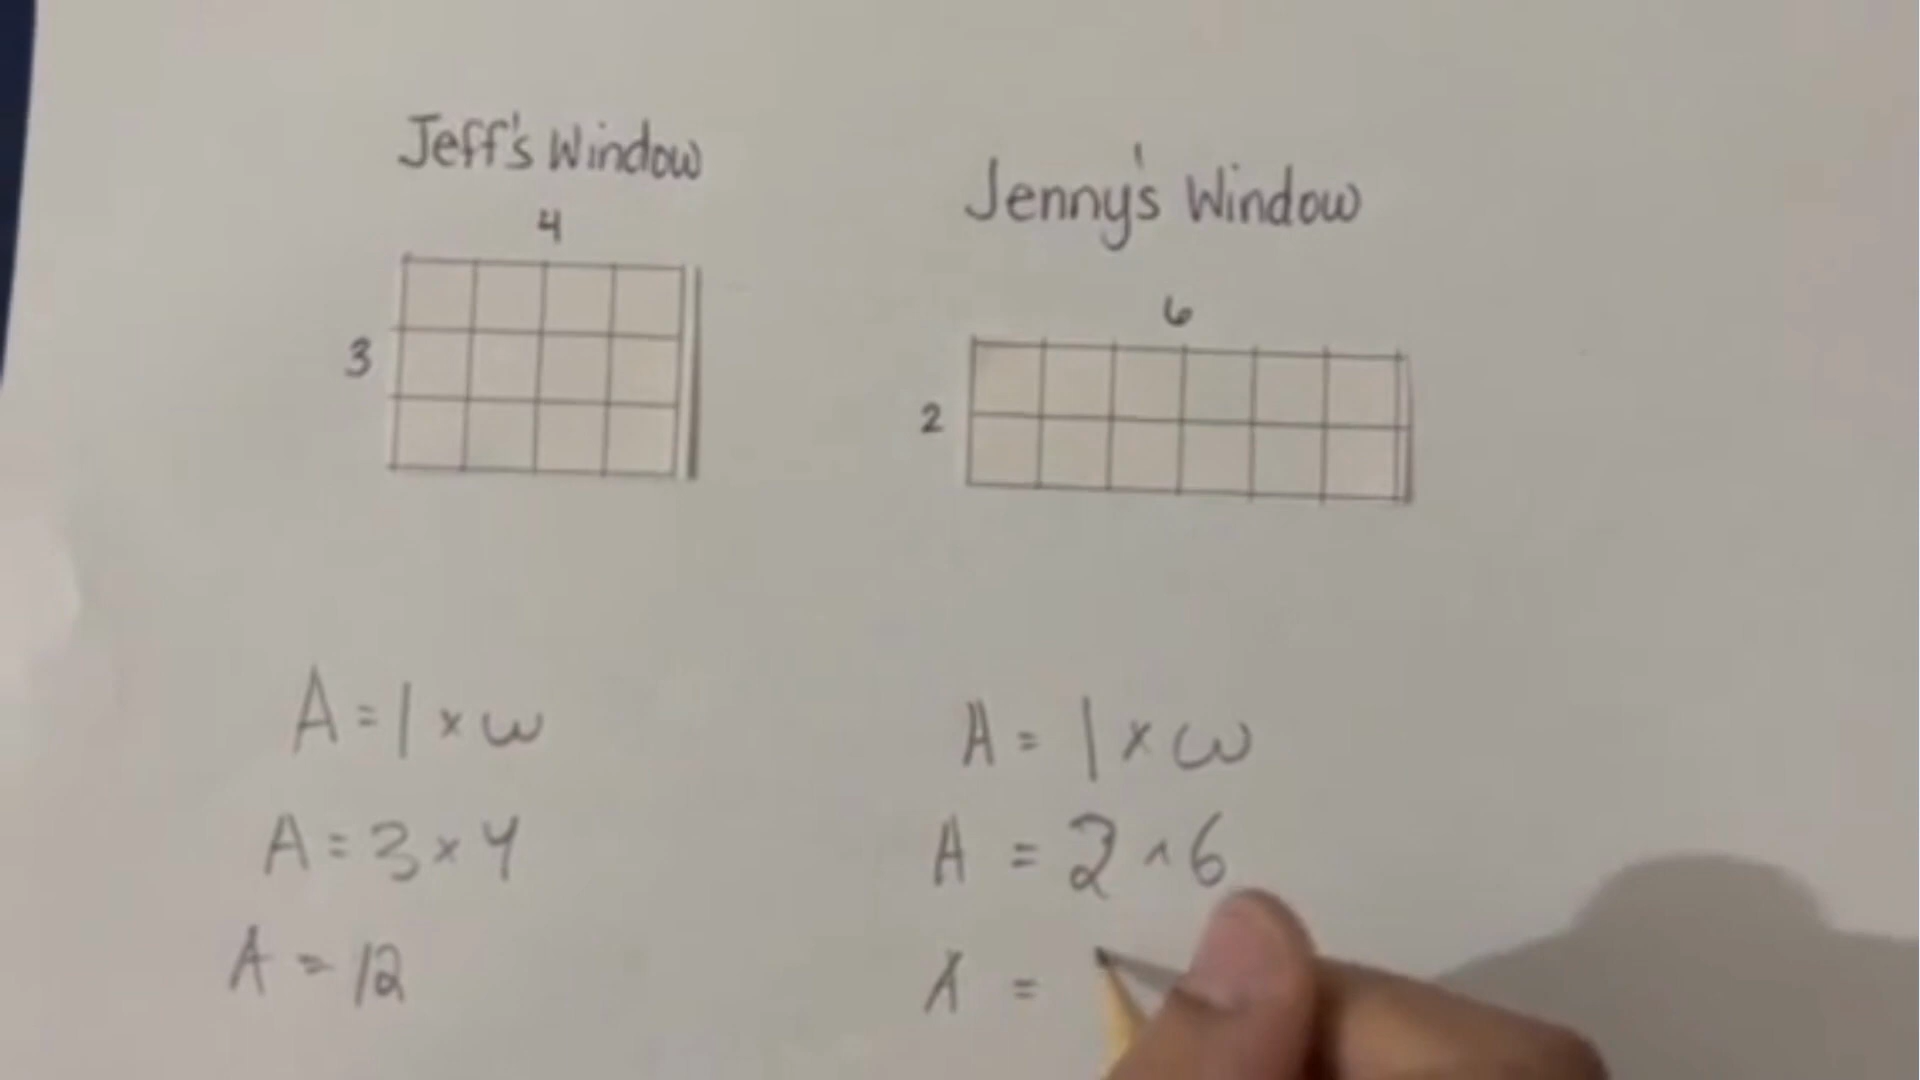 Jeff's Window
4
3
A = l × w
A = 3 × 4
A = 12
Jenny's Window
6
2
A = l × w
A = 2 × 6
A =